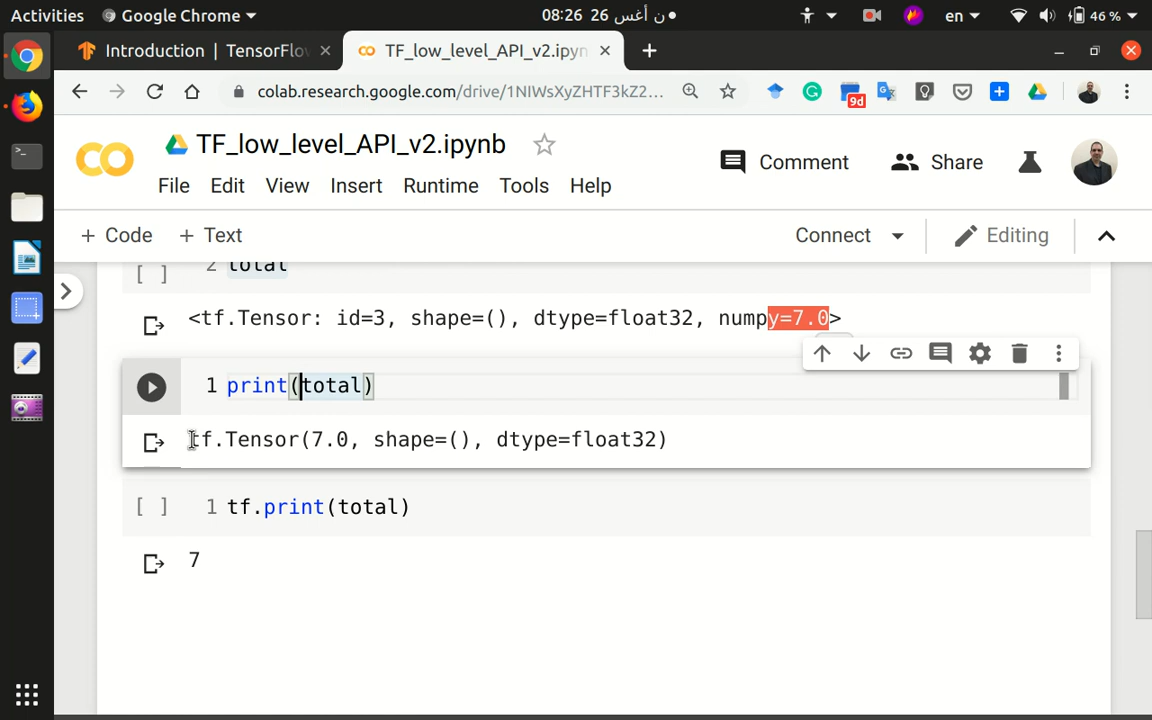 Activities Google Chrome 08:26 26 ن أغس en 46 %
Introduction | TensorFlow TF_low_level_API_v2.ipyn
colab.research.google.com/drive/1NIWsXyZHTF3kZ2... 9d
TF_low_level_API_v2.ipynb
Comment Share
File Edit View Insert Runtime Tools Help
+ Code + Text Connect Editing
[ ] 2 total
<tf.Tensor: id=3, shape=(), dtype=float32, numpy=7.0>
1 print(total)
tf.Tensor(7.0, shape=(), dtype=float32)
[ ] 1 tf.print(total)
7